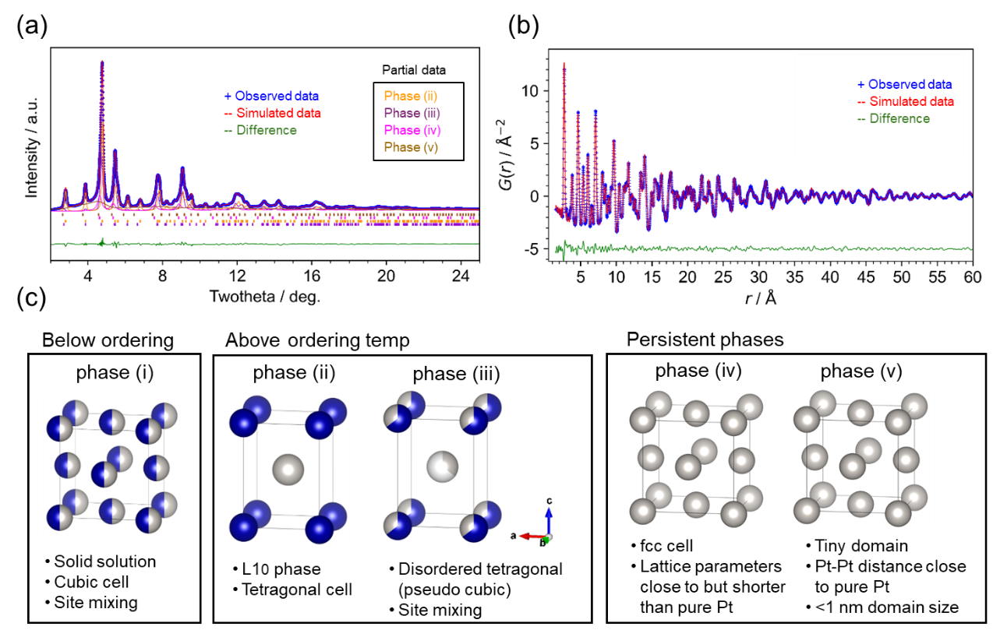 (a)
Intensity / a.u.
+ Observed data
-- Simulated data
-- Difference
Partial data
Phase (ii)
Phase (iii)
Phase (iv)
Phase (v)
4 8 12 16 20 24
Twotheta / deg.
(b)
G(r) / Å⁻²
10
5
0
-5
+ Observed data
-- Simulated data
-- Difference
5 10 15 20 25 30 35 40 45 50 55 60
r / Å
(c)
Below ordering
phase (i)
• Solid solution
• Cubic cell
• Site mixing
Above ordering temp
phase (ii)
• L10 phase
• Tetragonal cell
phase (iii)
• Disordered tetragonal
(pseudo cubic)
• Site mixing
c
a
b
Persistent phases
phase (iv)
• fcc cell
• Lattice parameters
close to but shorter
than pure Pt
phase (v)
• Tiny domain
• Pt-Pt distance close
to pure Pt
• <1 nm domain size